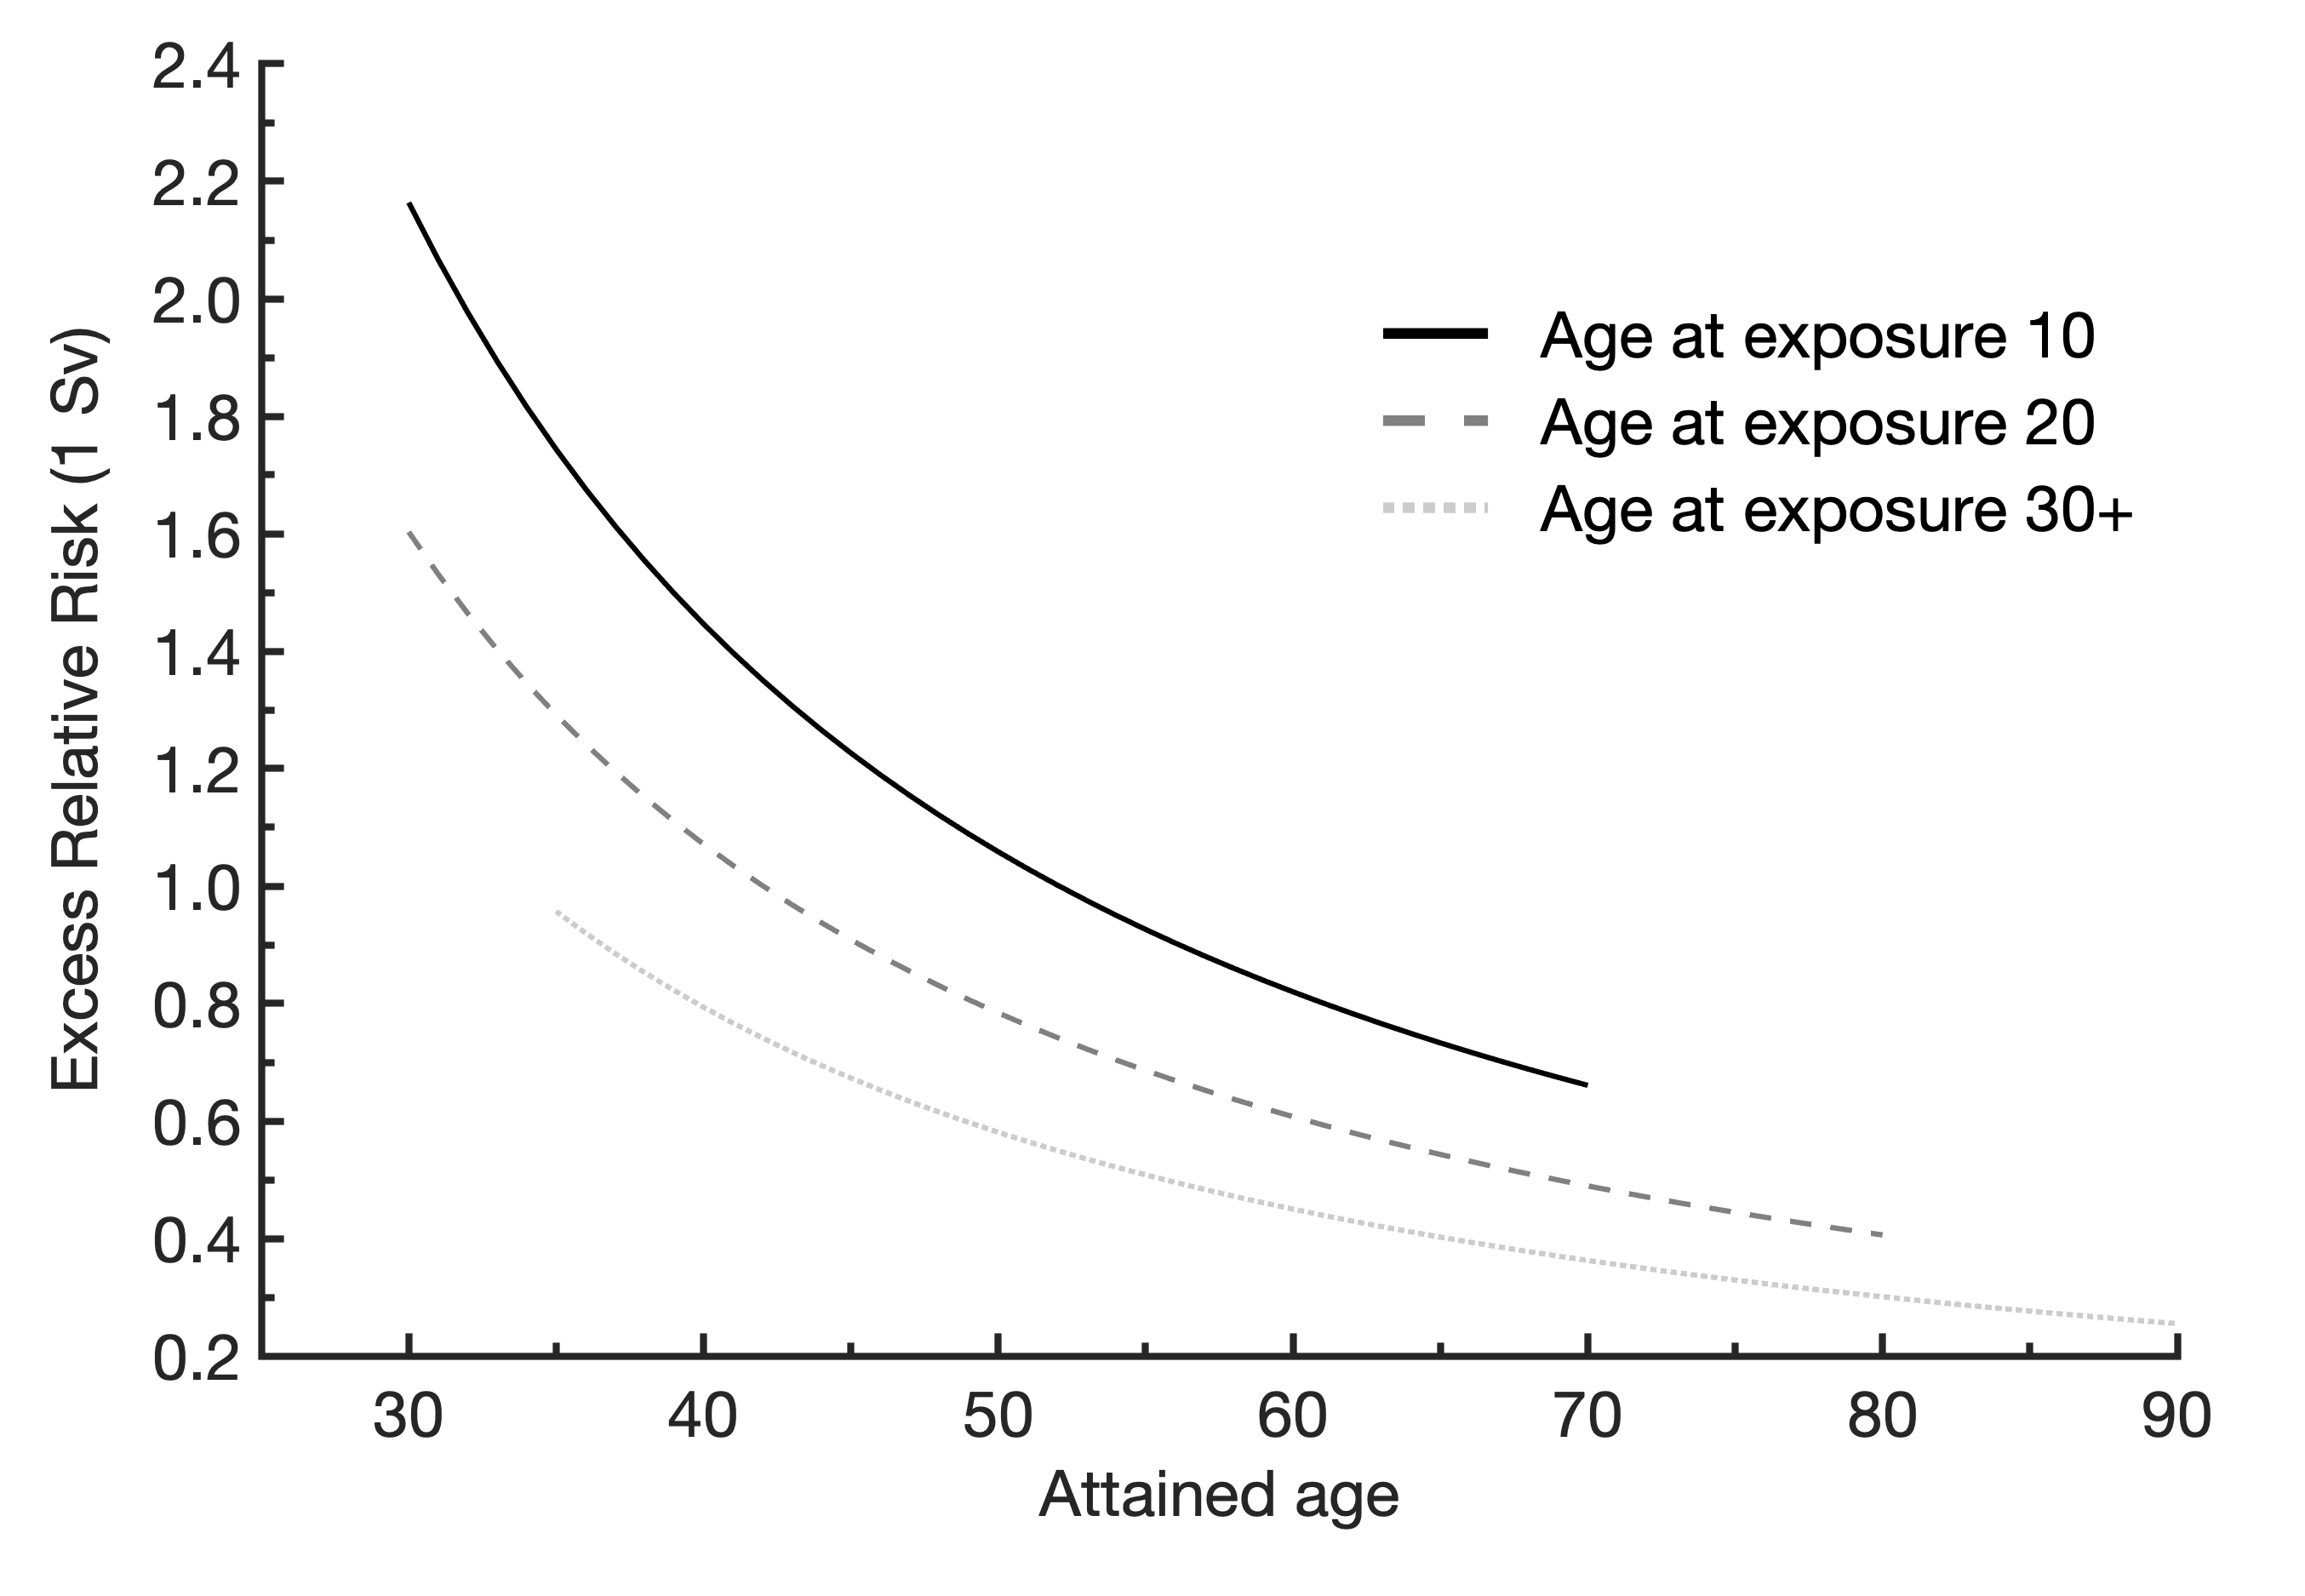 2.4
2.2
2.0
1.8
1.6
1.4
1.2
1.0
0.8
0.6
0.4
0.2
Excess Relative Risk (1 Sv)
Age at exposure 10
Age at exposure 20
Age at exposure 30+
30 40 50 60 70 80 90
Attained age